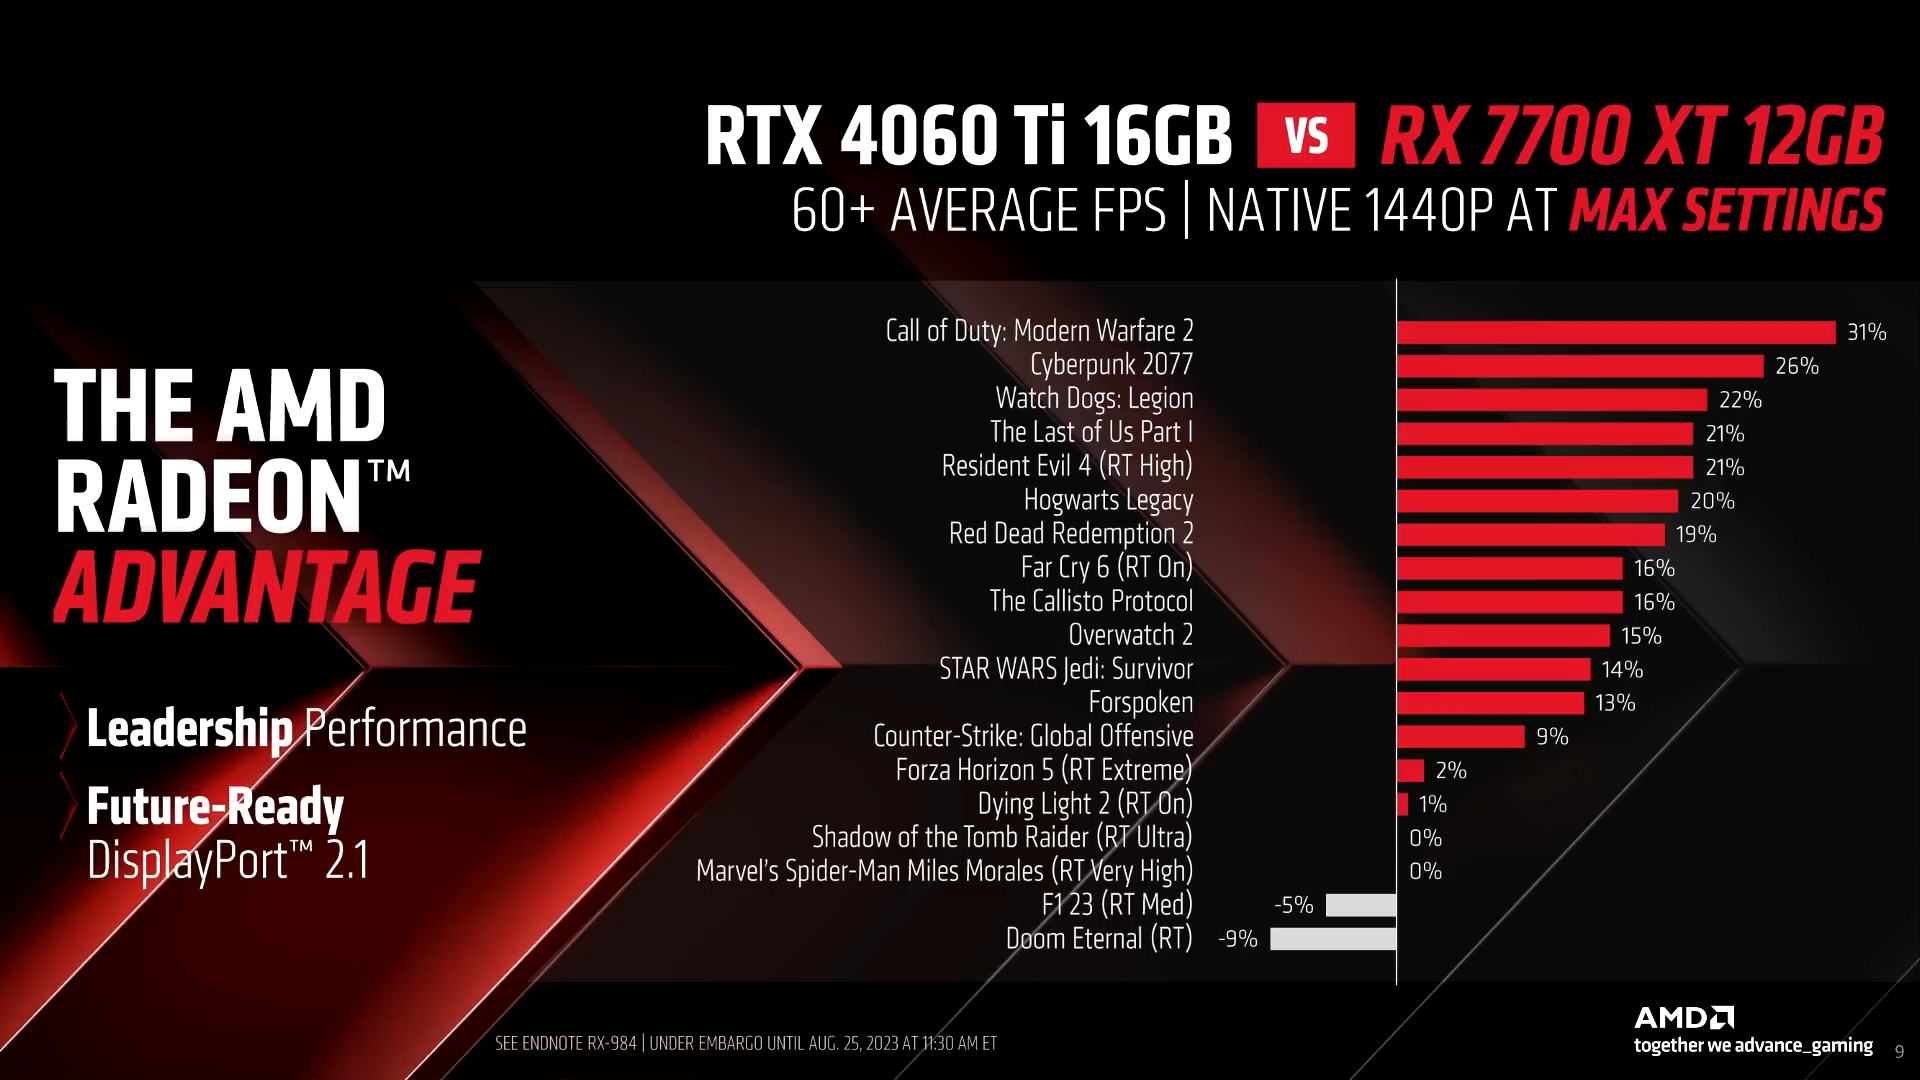 RTX 4060 Ti 16GB VS RX 7700 XT 12GB
60+ AVERAGE FPS | NATIVE 1440P AT MAX SETTINGS
THE AMD
RADEON™
ADVANTAGE
Leadership Performance
Future-Ready
DisplayPort™ 2.1
Call of Duty: Modern Warfare 2 31%
Cyberpunk 2077 26%
Watch Dogs: Legion 22%
The Last of Us Part I 21%
Resident Evil 4 (RT High) 21%
Hogwarts Legacy 20%
Red Dead Redemption 2 19%
Far Cry 6 (RT On) 16%
The Callisto Protocol 16%
Overwatch 2 15%
STAR WARS Jedi: Survivor 14%
Forspoken 13%
Counter-Strike: Global Offensive 9%
Forza Horizon 5 (RT Extreme) 2%
Dying Light 2 (RT On) 1%
Shadow of the Tomb Raider (RT Ultra) 0%
Marvel's Spider-Man Miles Morales (RT Very High) 0%
F1 23 (RT Med) -5%
Doom Eternal (RT) -9%
SEE ENDNOTE RX-984 | UNDER EMBARGO UNTIL AUG. 25, 2023 AT 11:30 AM ET
AMD
together we advance_gaming
9